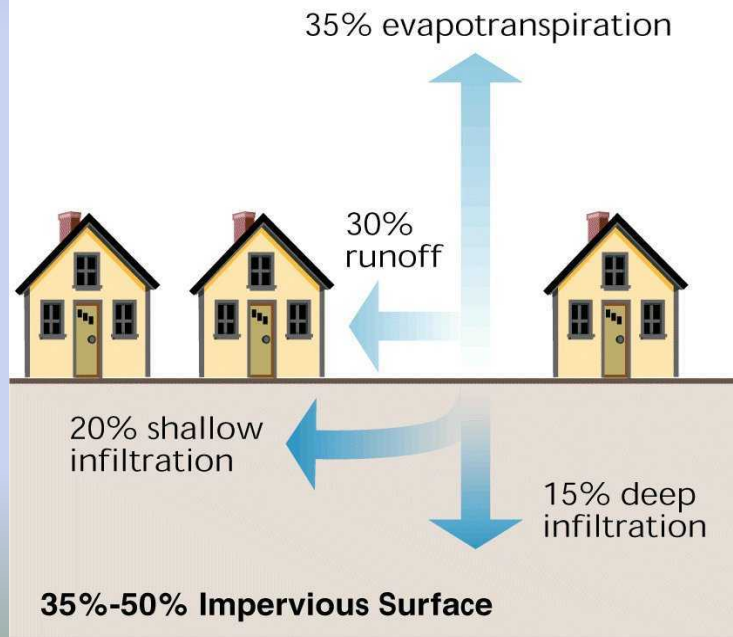 35% evapotranspiration
30%
runoff
20% shallow
infiltration
15% deep
infiltration
35%-50% Impervious Surface